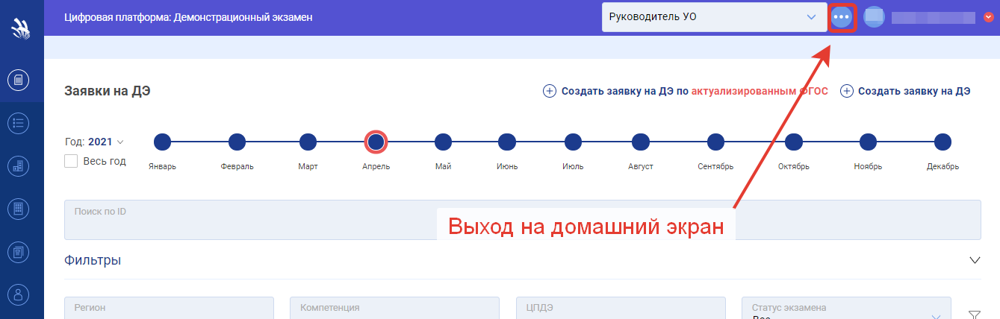 Цифровая платформа: Демонстрационный экзамен
Руководитель УО
Заявки на ДЭ
Создать заявку на ДЭ по актуализированным ФГОС
Создать заявку на ДЭ
Год: 2021
Весь год
Январь Февраль Март Апрель Май Июнь Июль Август Сентябрь Октябрь Ноябрь Декабрь
Поиск по ID
Выход на домашний экран
Фильтры
Регион Компетенция ЦПДЭ Статус экзамена